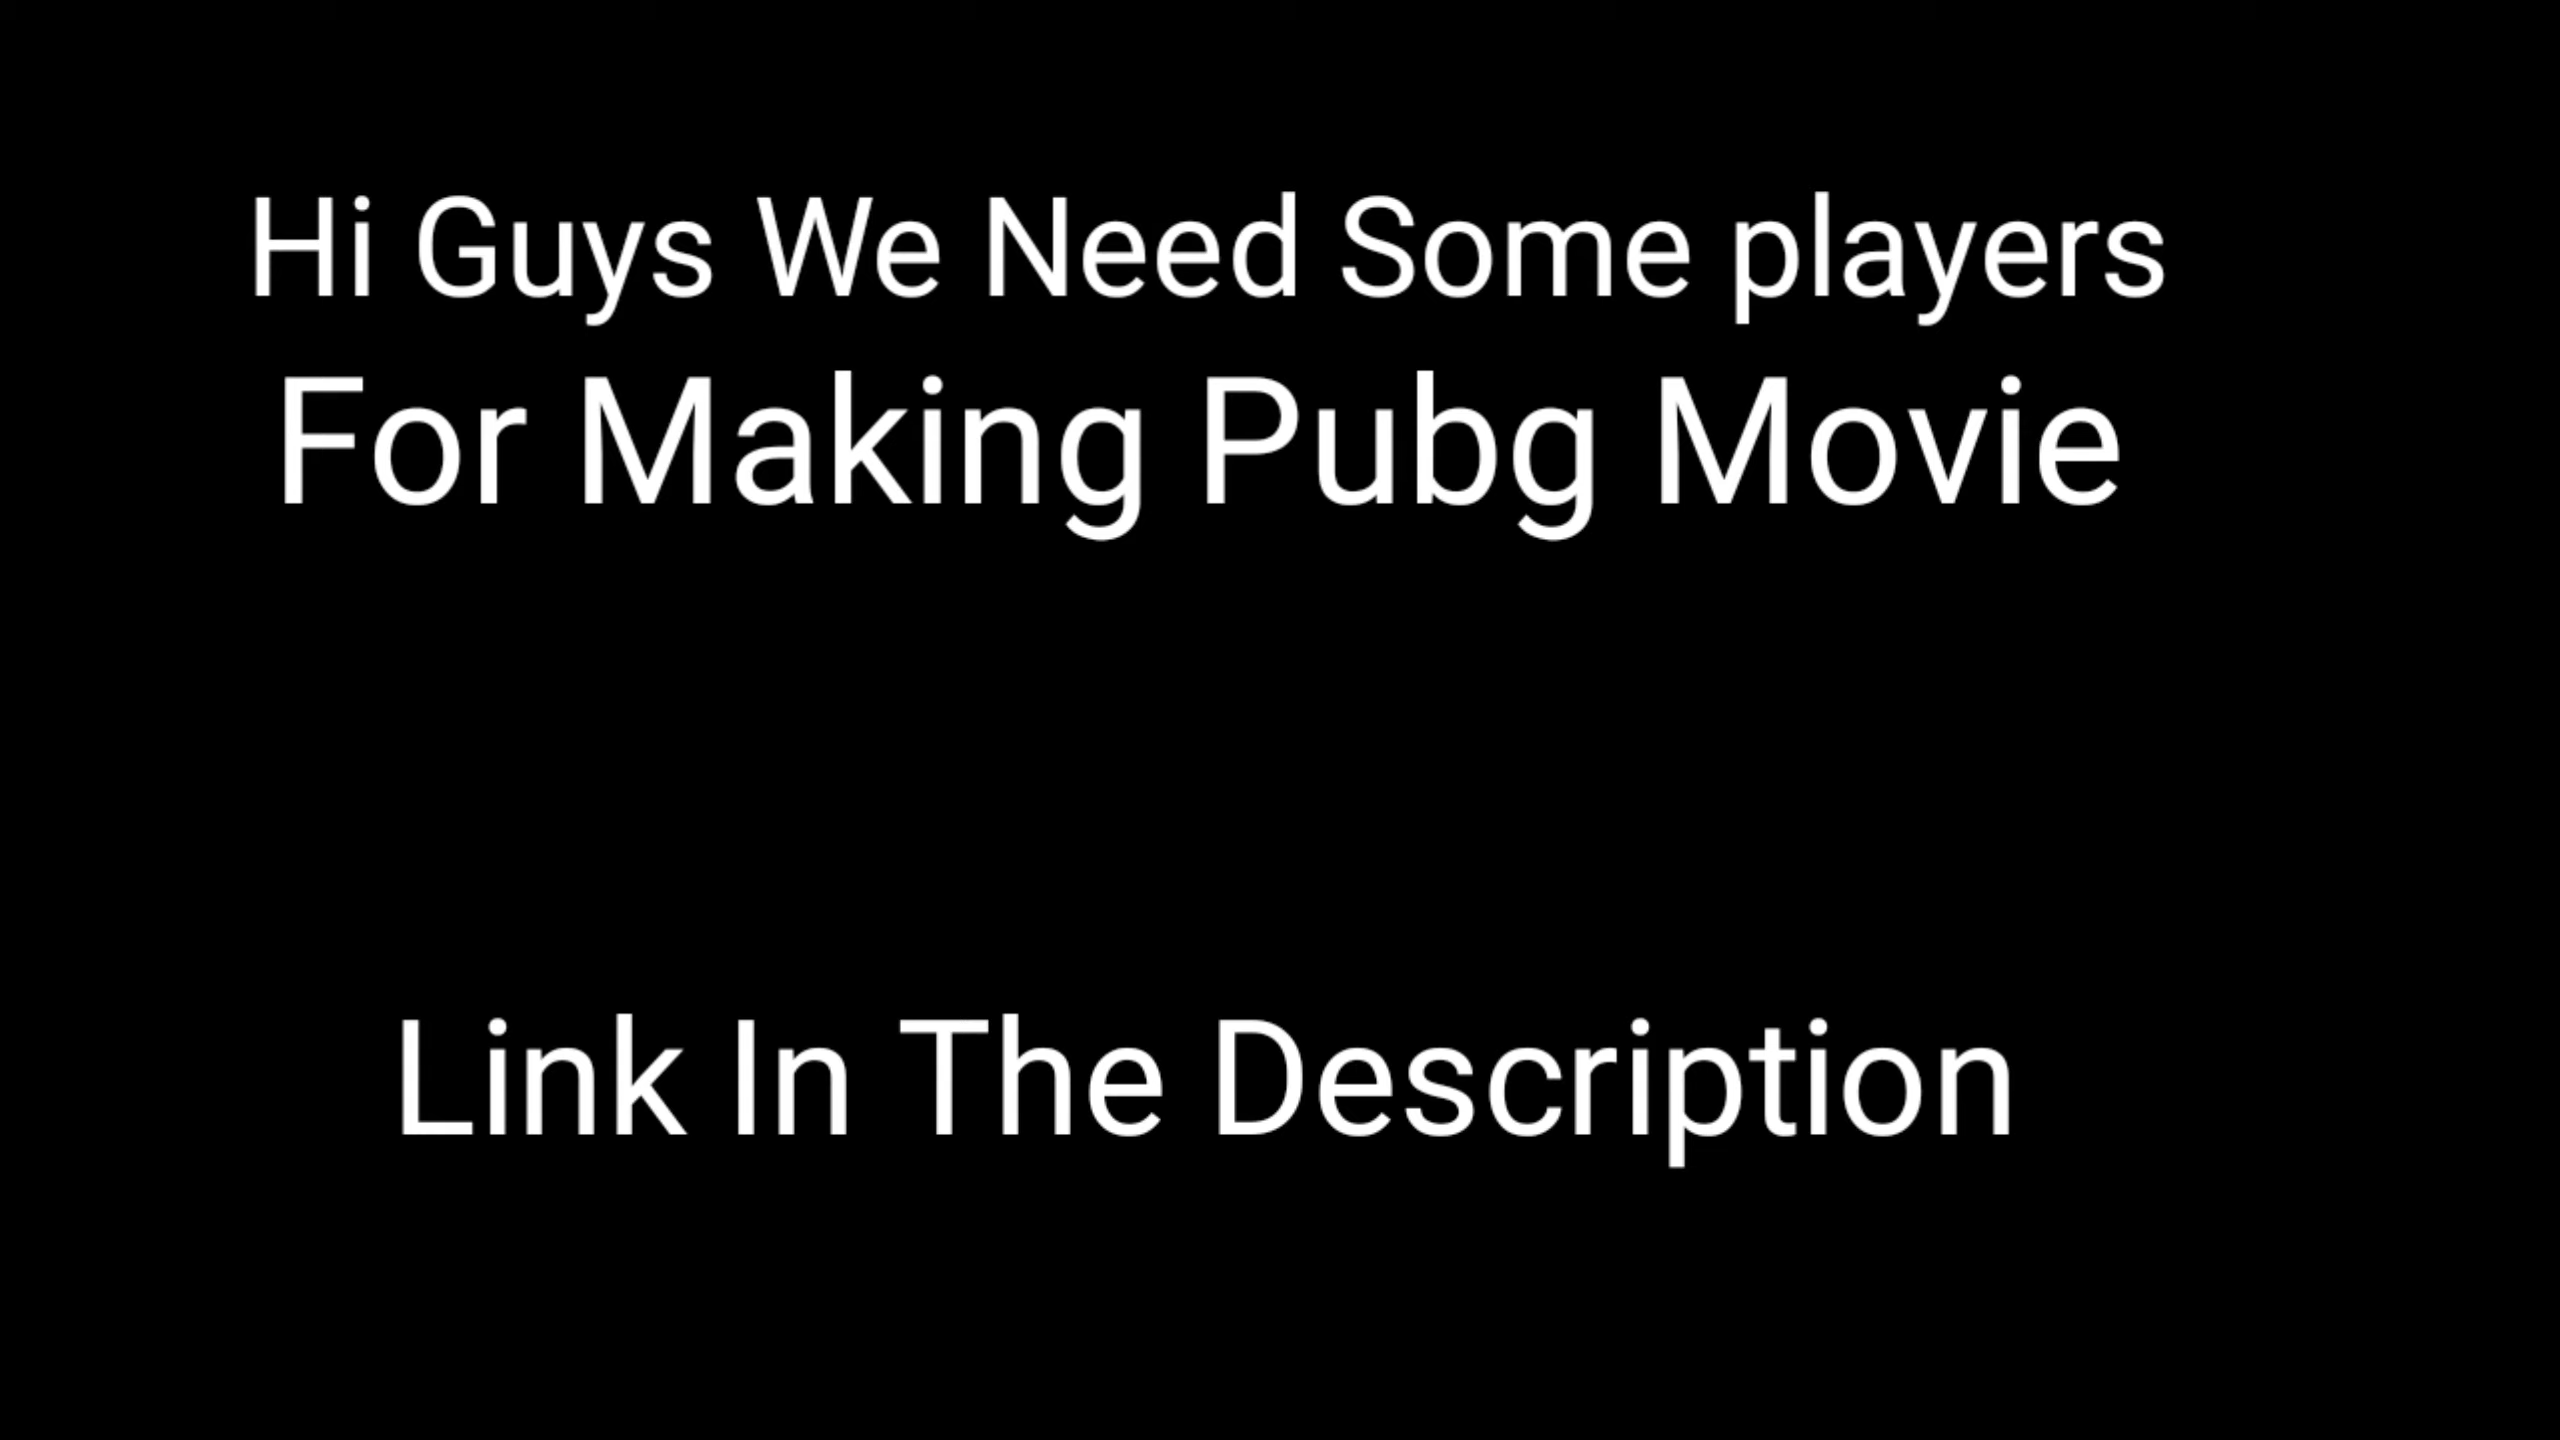 Hi Guys We Need Some players
For Making Pubg Movie
Link In The Description